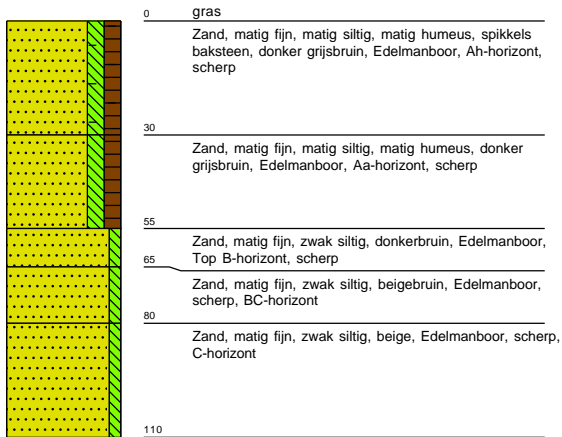 0 gras
Zand, matig fijn, matig siltig, matig humeus, spikkels
baksteen, donker grijsbruin, Edelmanboor, Ah-horizont,
scherp
30
Zand, matig fijn, matig siltig, matig humeus, donker
grijsbruin, Edelmanboor, Aa-horizont, scherp
55
Zand, matig fijn, zwak siltig, donkerbruin, Edelmanboor,
Top B-horizont, scherp
65
Zand, matig fijn, zwak siltig, beigebruin, Edelmanboor,
scherp, BC-horizont
80
Zand, matig fijn, zwak siltig, beige, Edelmanboor, scherp,
C-horizont
110